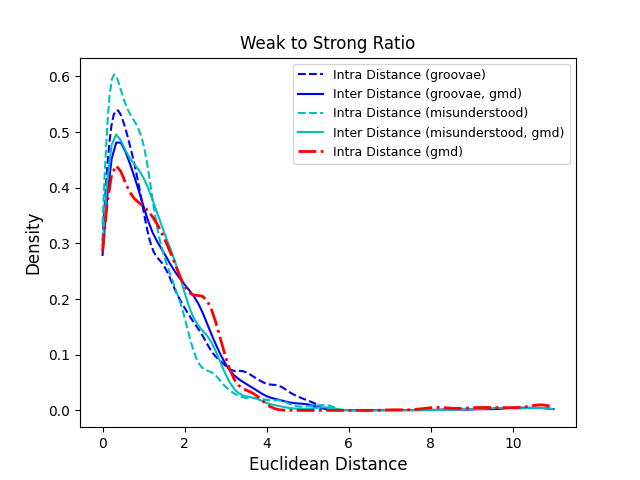 Weak to Strong Ratio
Intra Distance (groovae)
Inter Distance (groovae, gmd)
Intra Distance (misunderstood)
Inter Distance (misunderstood, gmd)
Intra Distance (gmd)
Density
0.6
0.5
0.4
0.3
0.2
0.1
0.0
0 2 4 6 8 10
Euclidean Distance